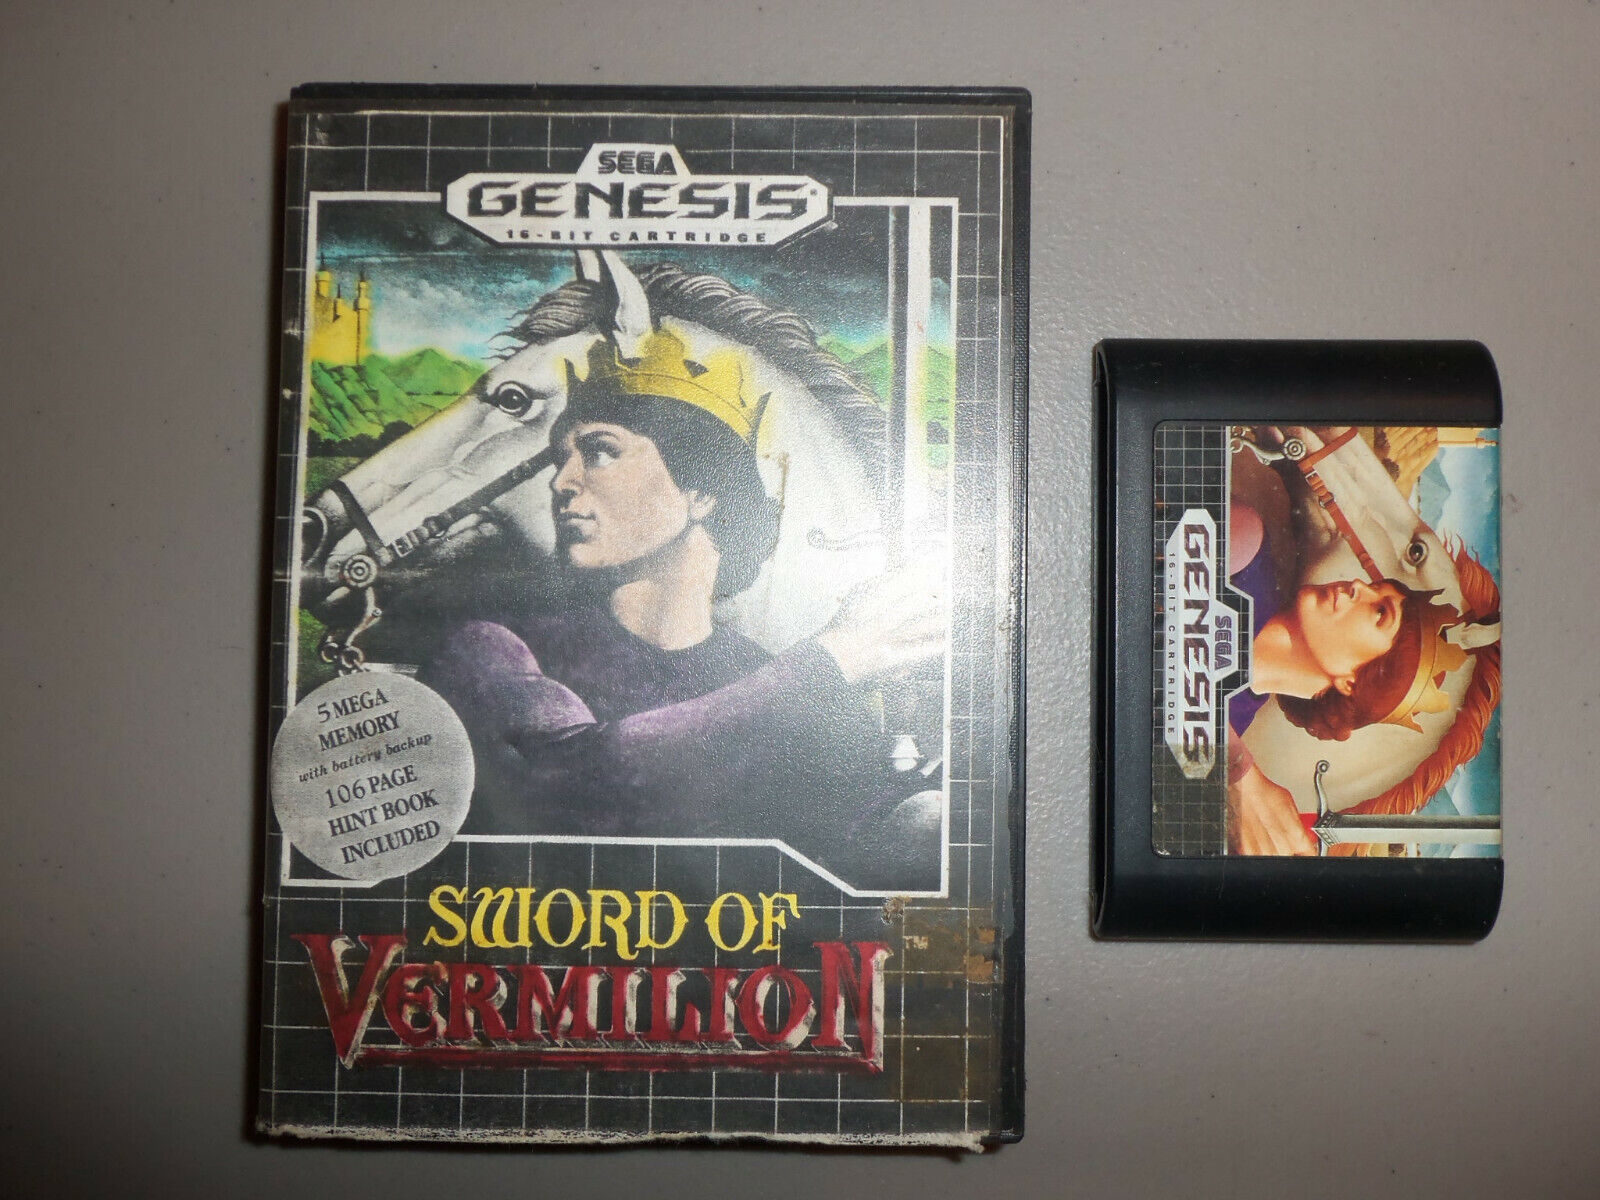 SEGA
GENESIS
16-BIT CARTRIDGE
5 MEGA
MEMORY
with battery backup
106 PAGE
HINT BOOK
INCLUDED
SWORD OF
VERMILION™
SEGA
GENESIS
16-BIT CARTRIDGE